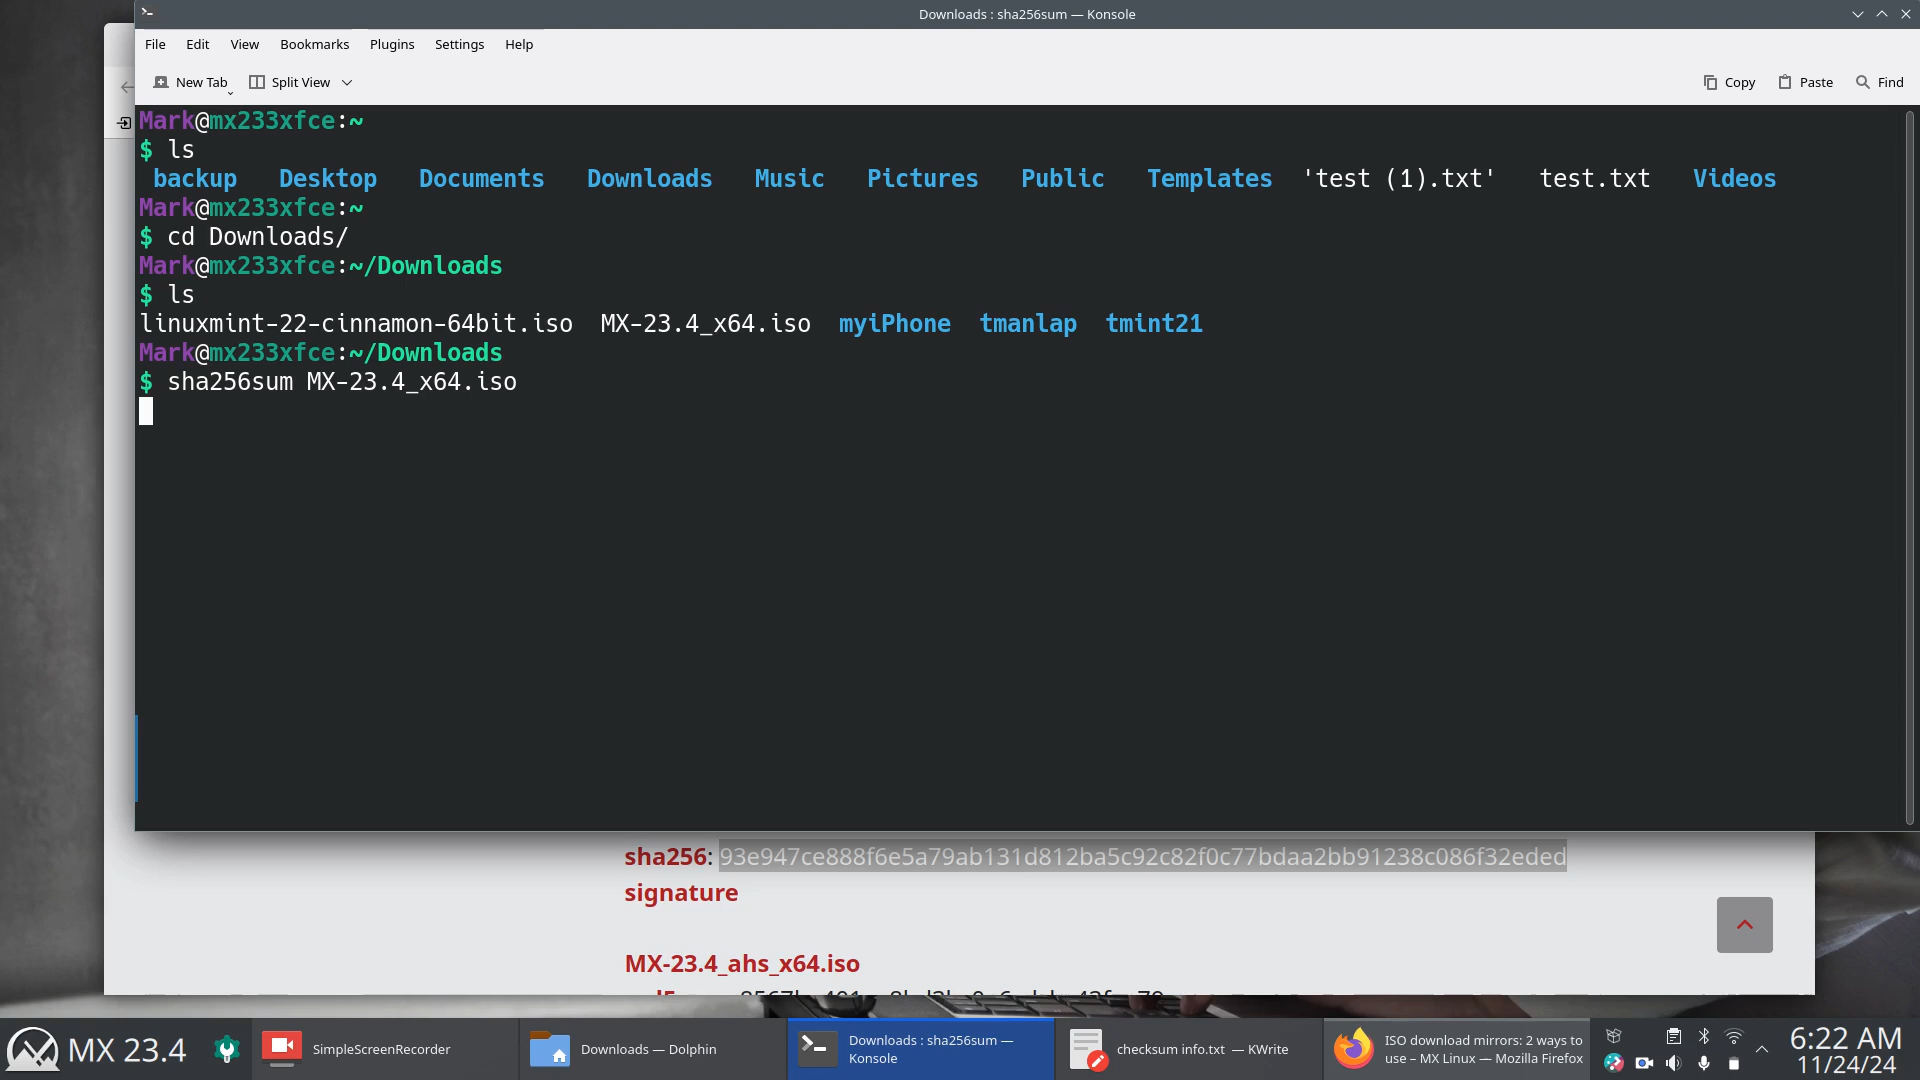 Downloads : sha256sum — Konsole
File Edit View Bookmarks Plugins Settings Help
New Tab Split View Copy Paste Find
Mark@mx233xfce:~
$ ls
backup Desktop Documents Downloads Music Pictures Public Templates 'test (1).txt' test.txt Videos
Mark@mx233xfce:~
$ cd Downloads/
Mark@mx233xfce:~/Downloads
$ ls
linuxmint-22-cinnamon-64bit.iso MX-23.4_x64.iso myiPhone tmanlap tmint21
Mark@mx233xfce:~/Downloads
$ sha256sum MX-23.4_x64.iso
sha256: 93e947ce888f6e5a79ab131d812ba5c92c82f0c77bdaa2bb91238c086f32eded
signature
MX-23.4_ahs_x64.iso
MX 23.4
SimpleScreenRecorder
Downloads — Dolphin
Downloads : sha256sum —
Konsole
checksum info.txt — KWrite
ISO download mirrors: 2 ways to
use – MX Linux — Mozilla Firefox
6:22 AM
11/24/24